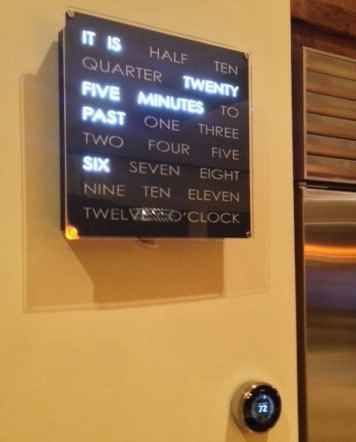 IT IS HALF TEN
QUARTER TWENTY
FIVE MINUTES TO
PAST ONE THREE
TWO FOUR FIVE
SIX SEVEN EIGHT
NINE TEN ELEVEN
TWELVE O'CLOCK
72